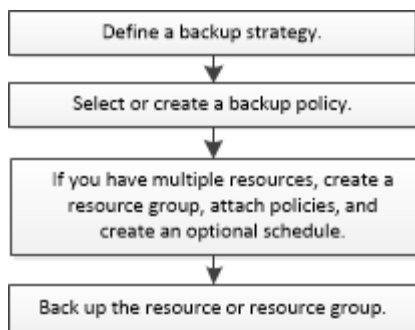 Define a backup strategy.
Select or create a backup policy.
If you have multiple resources, create a
resource group, attach policies, and
create an optional schedule.
Back up the resource or resource group.